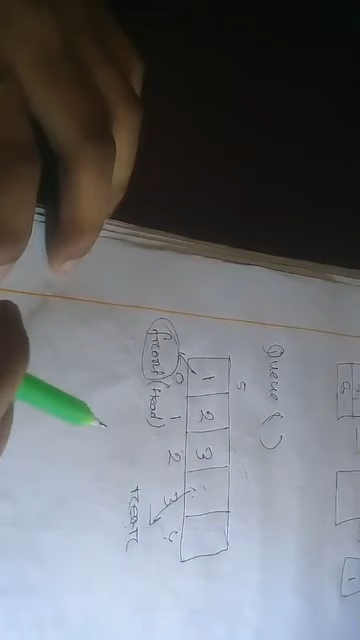 Queue ( )
5
1 2 3
0 1 2 3 4
front (Head)
rear